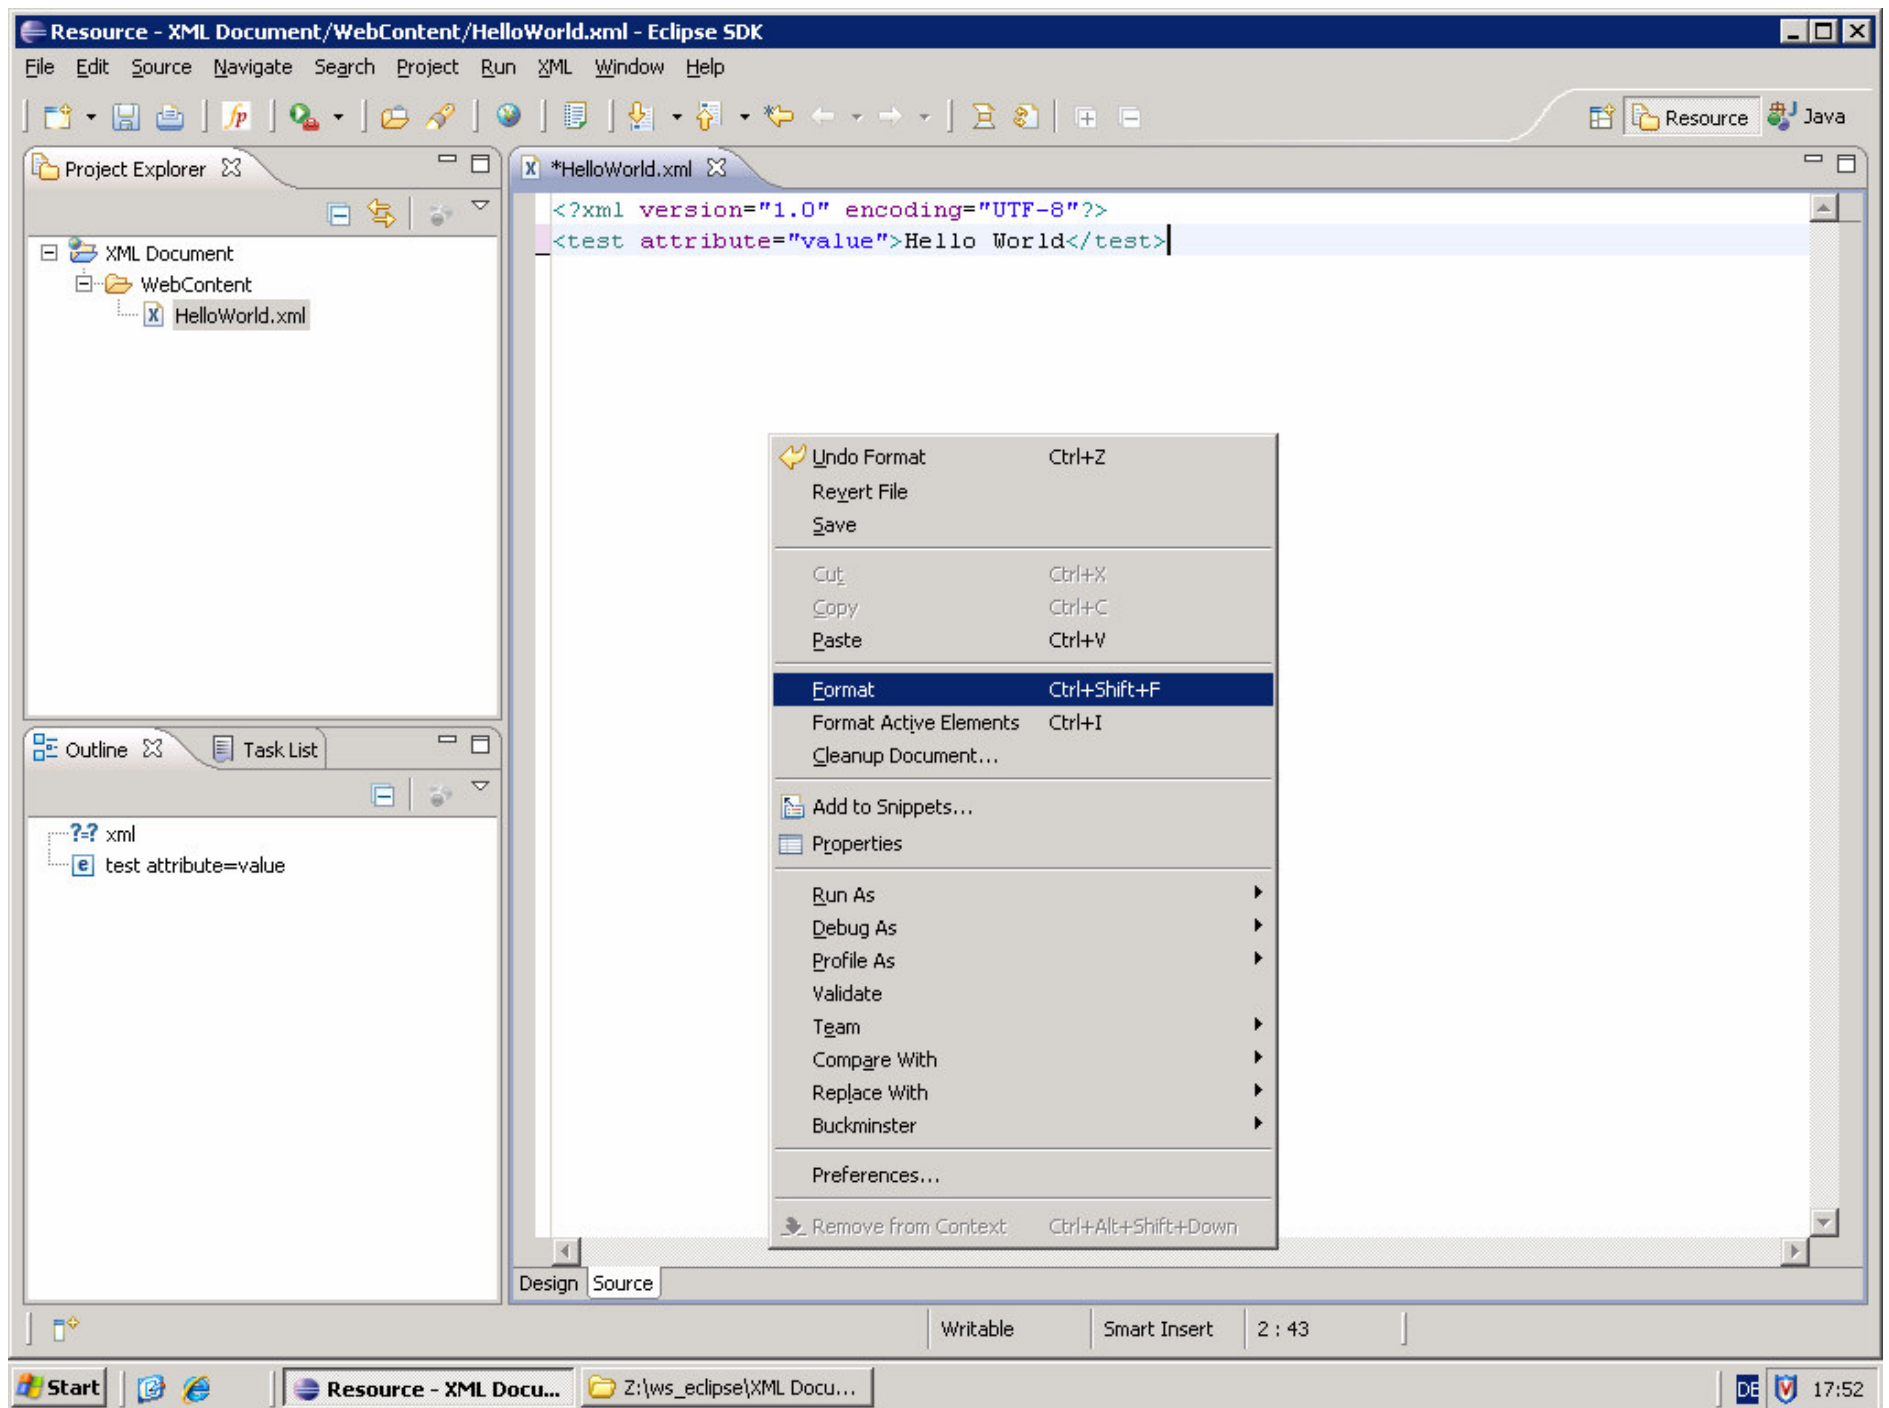 Resource - XML Document/WebContent/HelloWorld.xml - Eclipse SDK
File Edit Source Navigate Search Project Run XML Window Help
fp
Resource Java
Project Explorer
*HelloWorld.xml
<?xml version="1.0" encoding="UTF-8"?>
<test attribute="value">Hello World</test>
XML Document
WebContent
X HelloWorld.xml
Undo Format Ctrl+Z
Revert File
Save
Cut Ctrl+X
Copy Ctrl+C
Paste Ctrl+V
Format Ctrl+Shift+F
Format Active Elements Ctrl+I
Cleanup Document...
Add to Snippets...
Properties
Run As
Debug As
Profile As
Validate
Team
Compare With
Replace With
Buckminster
Preferences...
Remove from Context Ctrl+Alt+Shift+Down
Outline Task List
?=? xml
e test attribute=value
Design Source
Writable Smart Insert 2 : 43
Start Resource - XML Docu... Z:\ws_eclipse\XML Docu... DE 17:52